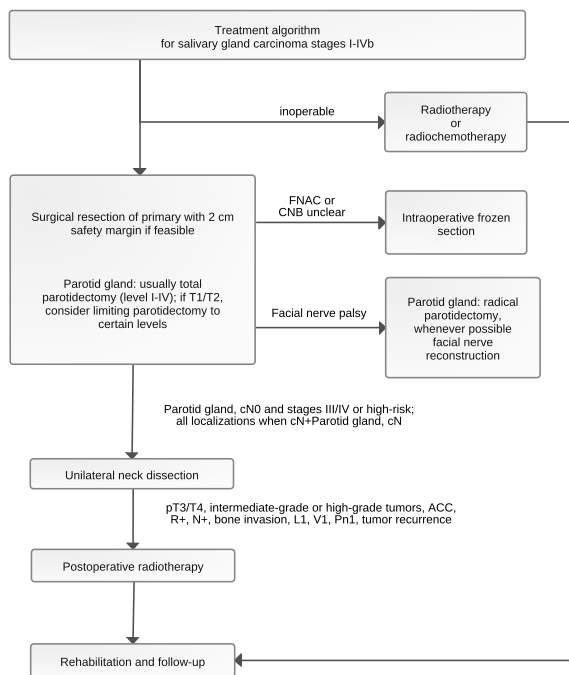 Treatment algorithm
for salivary gland carcinoma stages I-IVb
inoperable
Radiotherapy
or
radiochemotherapy
Surgical resection of primary with 2 cm
safety margin if feasible
Parotid gland: usually total
parotidectomy (level I-IV); if T1/T2,
consider limiting parotidectomy to
certain levels
FNAC or
CNB unclear
Intraoperative frozen
section
Facial nerve palsy
Parotid gland: radical
parotidectomy,
whenever possible
facial nerve
reconstruction
Parotid gland, cN0 and stages III/IV or high-risk;
all localizations when cN+Parotid gland, cN
Unilateral neck dissection
pT3/T4, intermediate-grade or high-grade tumors, ACC,
R+, N+, bone invasion, L1, V1, Pn1, tumor recurrence
Postoperative radiotherapy
Rehabilitation and follow-up